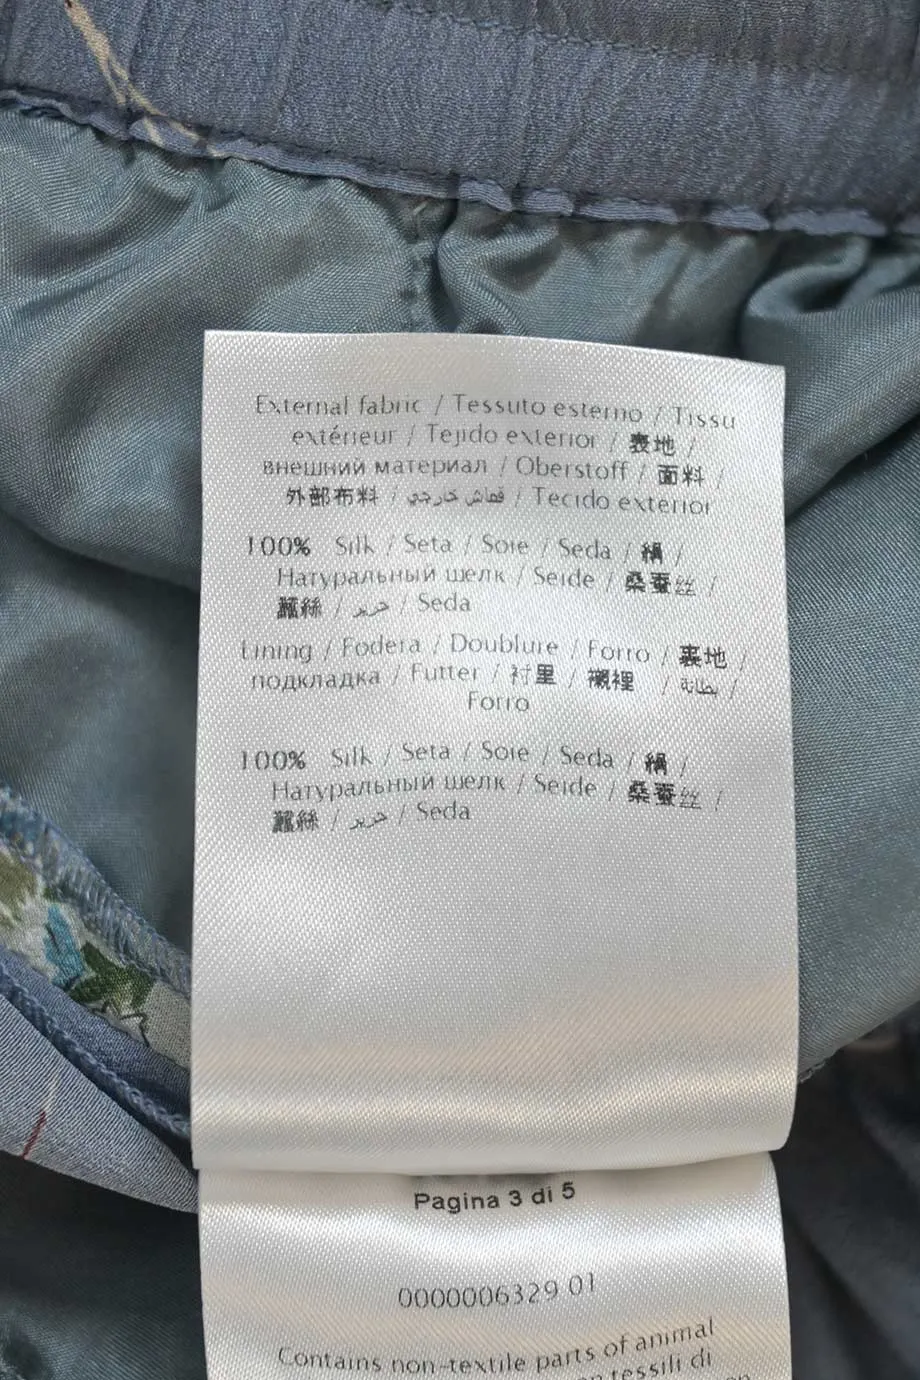 External fabric / Tessuto esterno / Tissu
extérieur / Tejido exterior / 表地 /
внешний материал / Oberstoff / 面料 /
外部布料 / قماش خارجي / Tecido exterior
100% Silk / Seta / Soie / Seda / 絹 /
Натуральный шелк / Seide / 桑蚕丝 /
蠶絲 / حرير / Seda
Lining / Fodera / Doublure / Forro / 裏地 /
подкладка / Futter / 衬里 / 襯裡 / بطانة /
Forro
100% Silk / Seta / Soie / Seda / 絹 /
Натуральный шелк / Seide / 桑蚕丝 /
蠶絲 / حرير / Seda
Pagina 3 di 5
0000006329 01
Contains non-textile parts of animal
tessili di